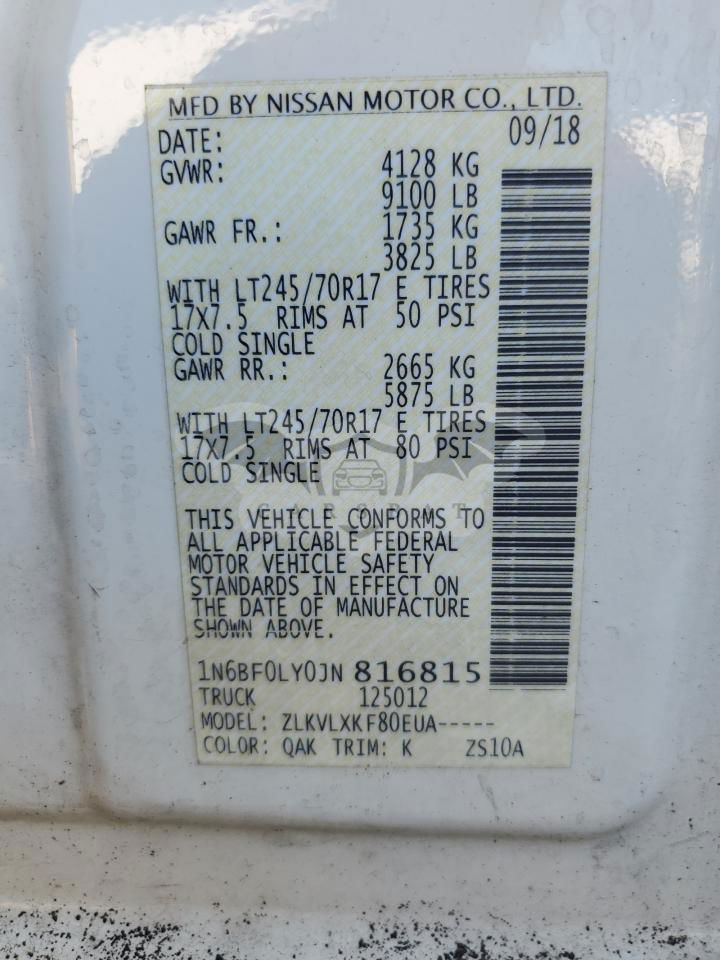 MFD BY NISSAN MOTOR CO., LTD.
DATE: 09/18
GVWR: 4128 KG
9100 LB
GAWR FR.: 1735 KG
3825 LB
WITH LT245/70R17 E TIRES
17X7.5 RIMS AT 50 PSI
COLD SINGLE
GAWR RR.: 2665 KG
5875 LB
WITH LT245/70R17 E TIRES
17X7.5 RIMS AT 80 PSI
COLD SINGLE
CARSBAT
THIS VEHICLE CONFORMS TO
ALL APPLICABLE FEDERAL
MOTOR VEHICLE SAFETY
STANDARDS IN EFFECT ON
THE DATE OF MANUFACTURE
SHOWN ABOVE.
1N6BF0LY0JN 816815
TRUCK 125012
MODEL: ZLKVLXKF80EUA-----
COLOR: QAK TRIM: K ZS10A